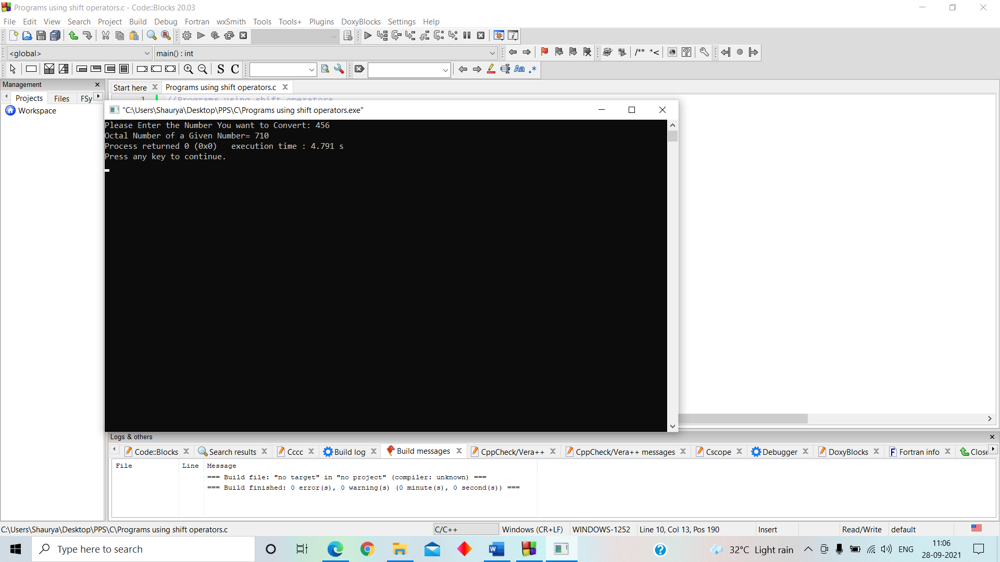 Programs using shift operators.c - Code::Blocks 20.03
File Edit View Search Project Build Debug Fortran wxSmith Tools Tools+ Plugins DoxyBlocks Settings Help
<global> main() : int
/** *<
S C Aa .*
Management
Start here Programs using shift operators.c
Projects Files FSy
1 //Programs using shift operators
Workspace
"C:\Users\Shaurya\Desktop\PPS\C\Programs using shift operators.exe"
Please Enter the Number You want to Convert: 456
Octal Number of a Given Number= 710
Process returned 0 (0x0)   execution time : 4.791 s
Press any key to continue.
Logs & others
Code::Blocks Search results Cccc Build log Build messages CppCheck/Vera++ CppCheck/Vera++ messages Cscope Debugger DoxyBlocks Fortran info Close
File Line Message
=== Build file: "no target" in "no project" (compiler: unknown) ===
=== Build finished: 0 error(s), 0 warning(s) (0 minute(s), 0 second(s)) ===
C:\Users\Shaurya\Desktop\PPS\C\Programs using shift operators.c C/C++ Windows (CR+LF) WINDOWS-1252 Line 10, Col 13, Pos 190 Insert Read/Write default
Type here to search 32°C Light rain ENG
11:06
28-09-2021